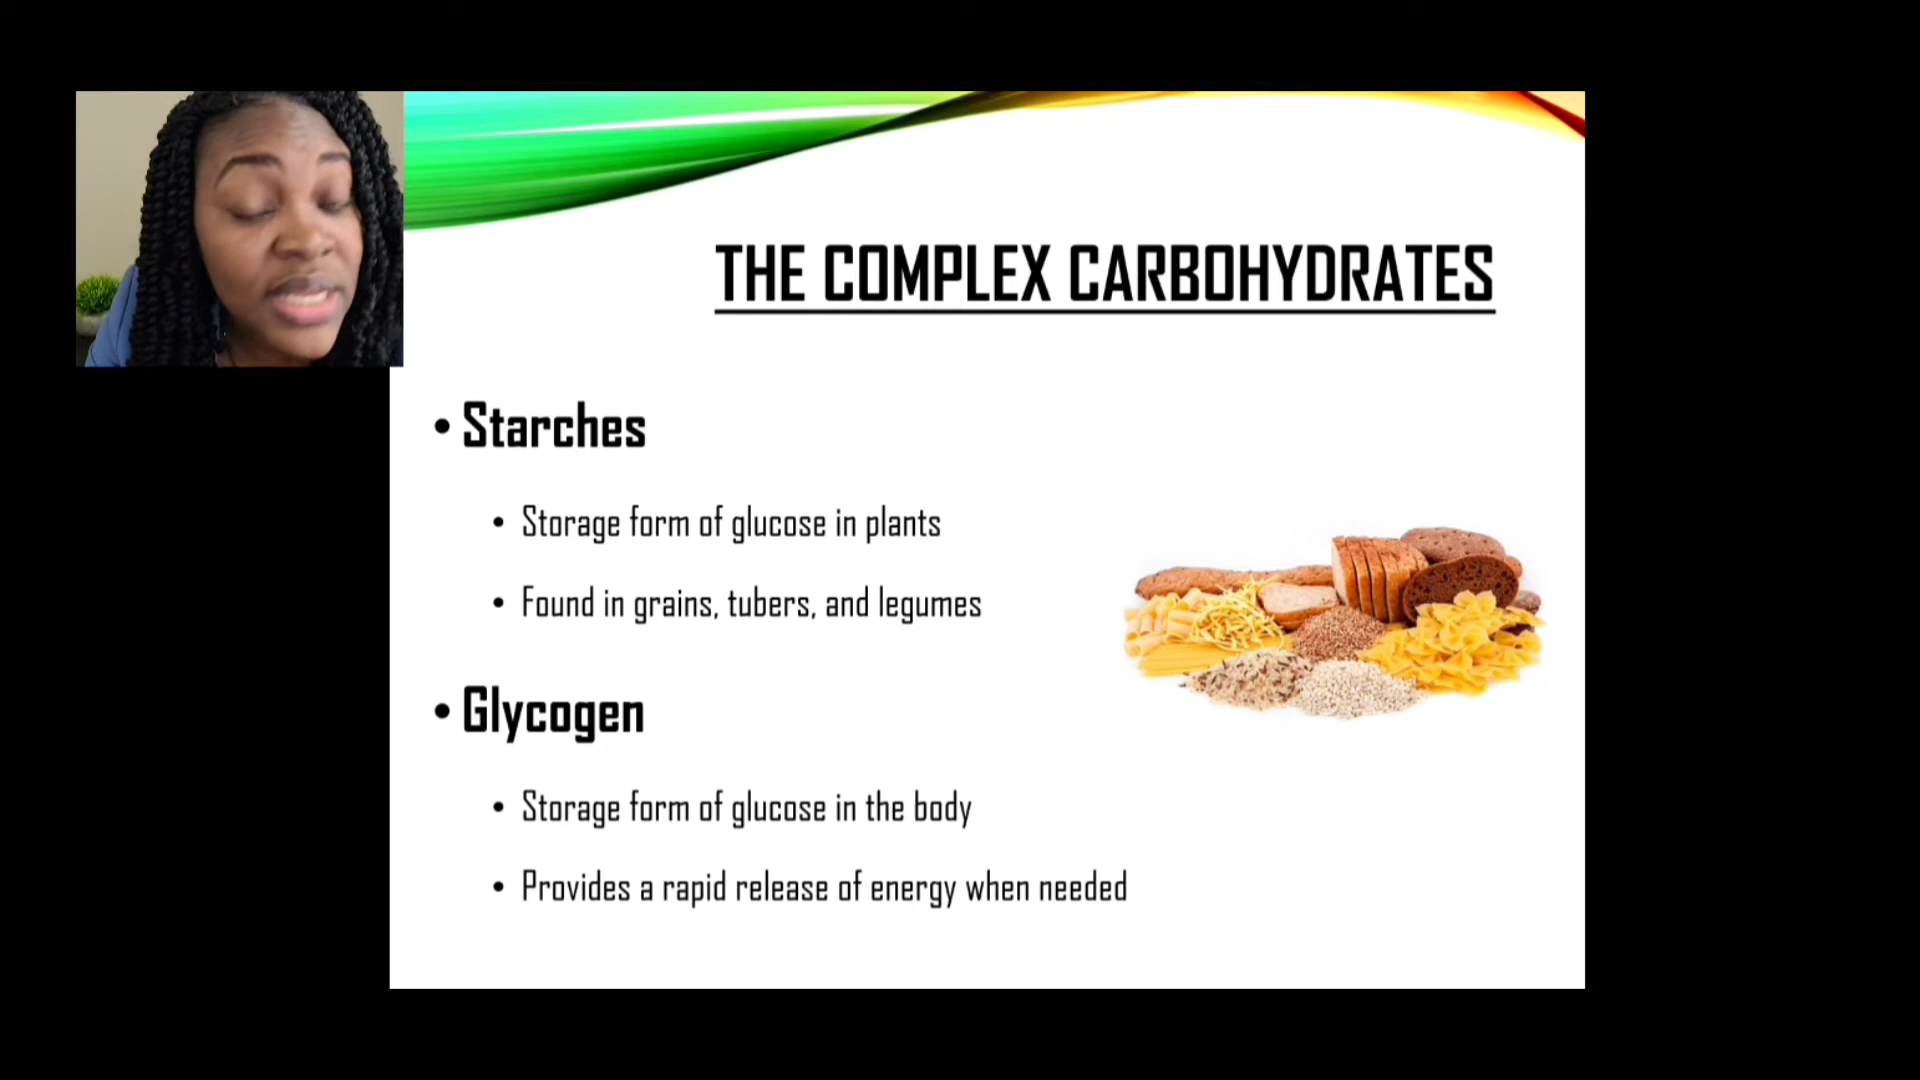 THE COMPLEX CARBOHYDRATES
• Starches
• Storage form of glucose in plants
• Found in grains, tubers, and legumes
• Glycogen
• Storage form of glucose in the body
• Provides a rapid release of energy when needed